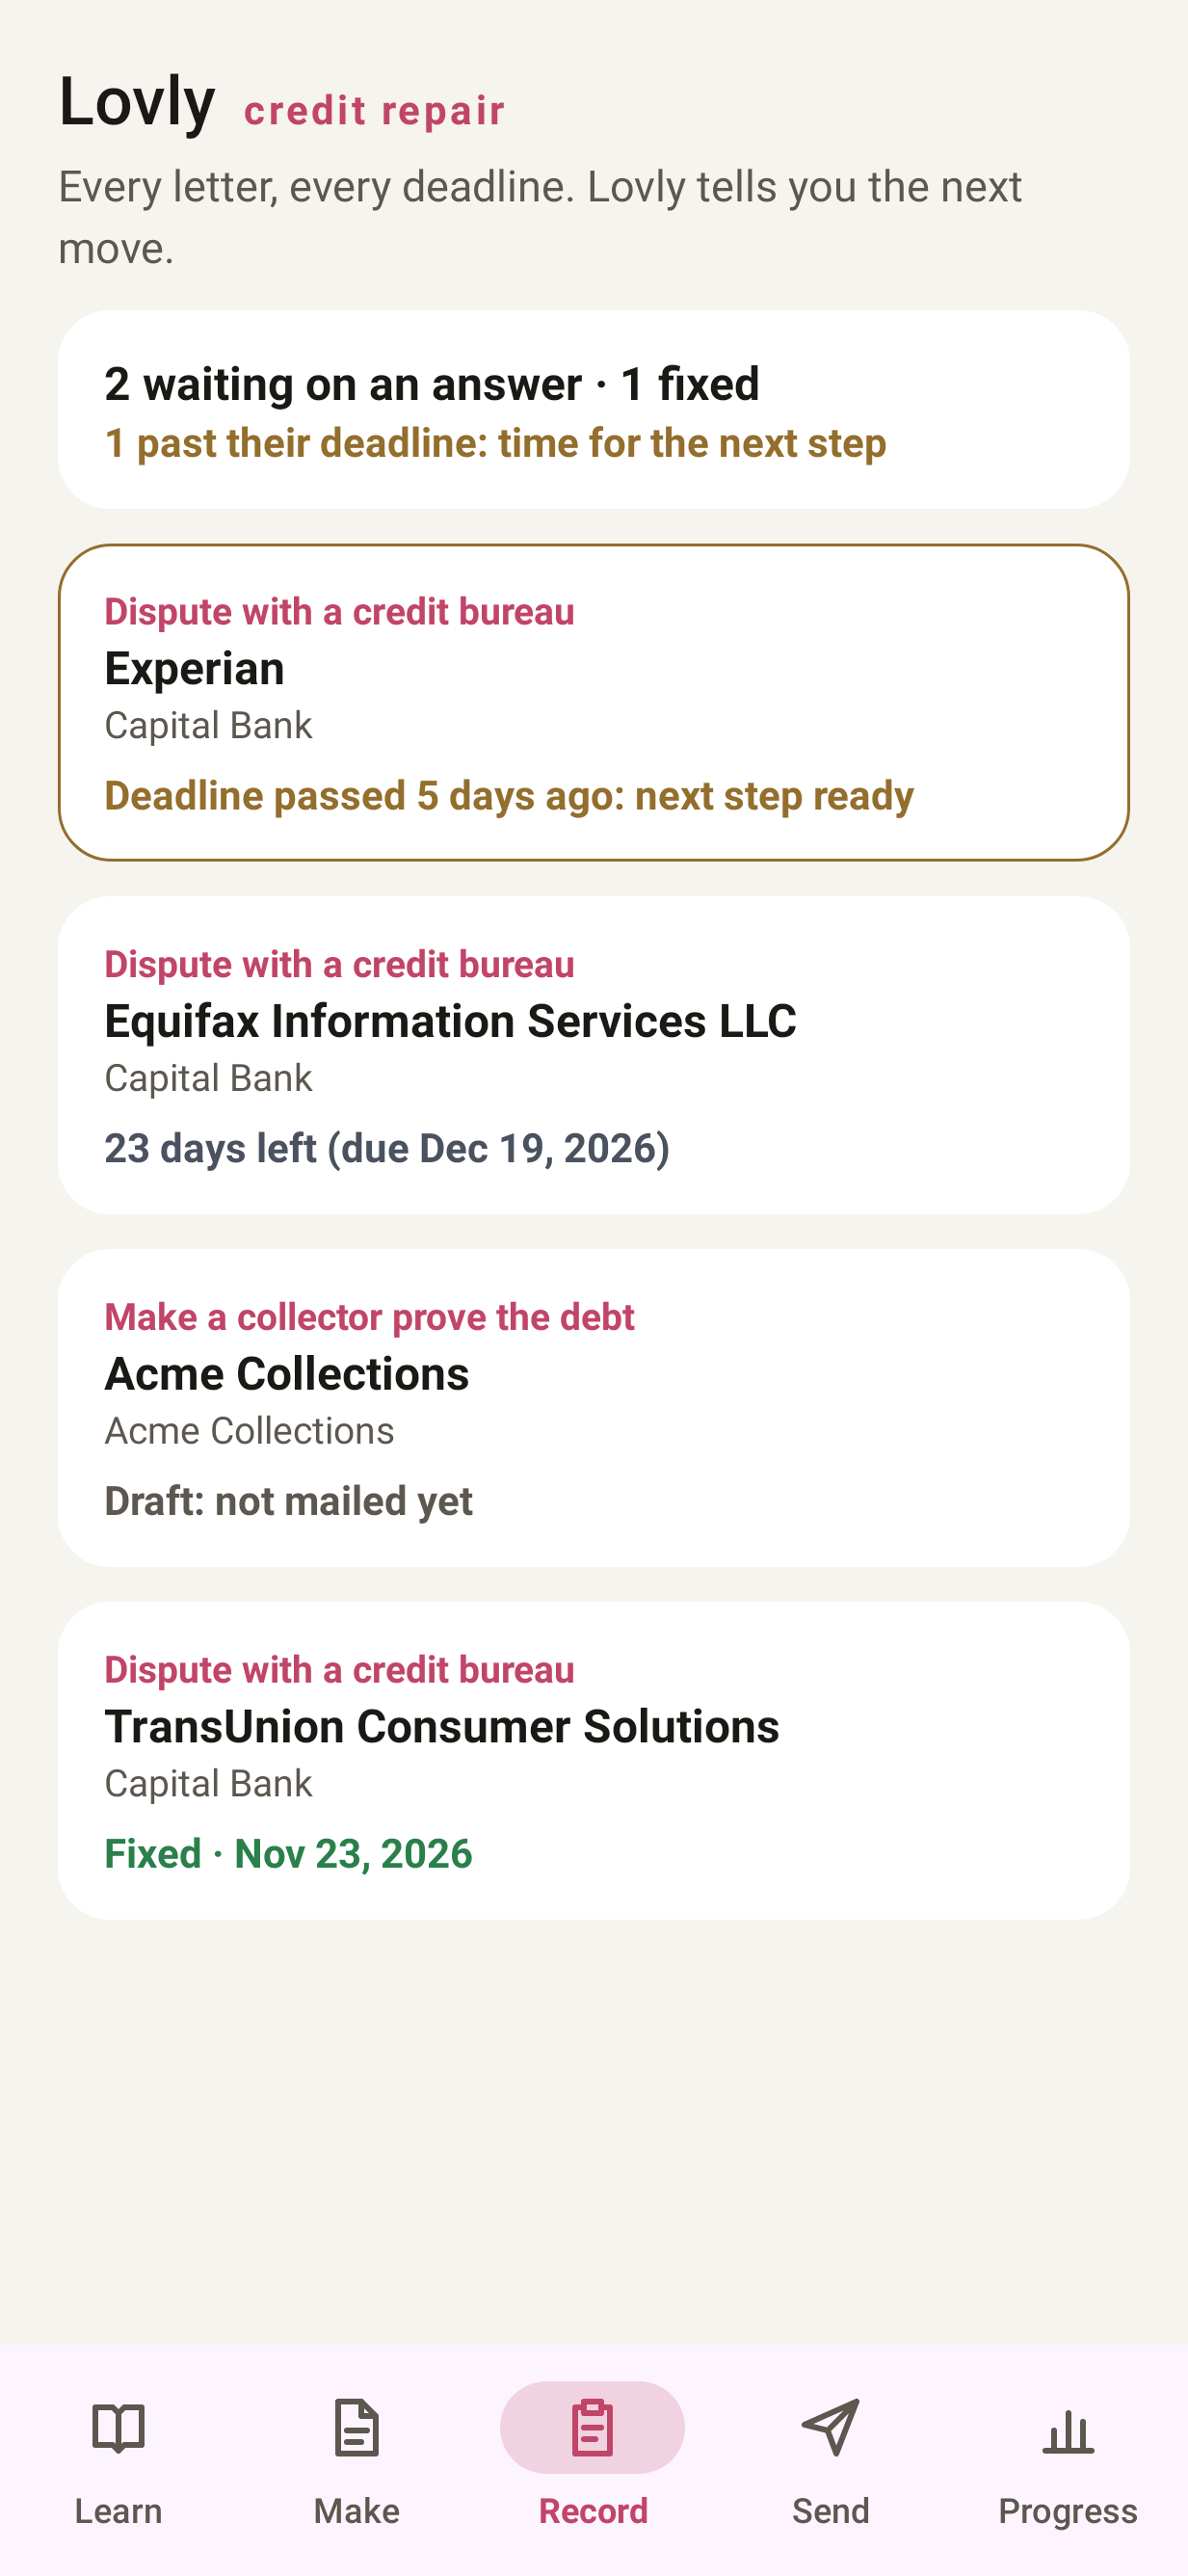 Lovly credit repair
Every letter, every deadline. Lovly tells you the next
move.
2 waiting on an answer · 1 fixed
1 past their deadline: time for the next step
Dispute with a credit bureau
Experian
Capital Bank
Deadline passed 5 days ago: next step ready
Dispute with a credit bureau
Equifax Information Services LLC
Capital Bank
23 days left (due Dec 19, 2026)
Make a collector prove the debt
Acme Collections
Acme Collections
Draft: not mailed yet
Dispute with a credit bureau
TransUnion Consumer Solutions
Capital Bank
Fixed · Nov 23, 2026
Learn Make Record Send Progress